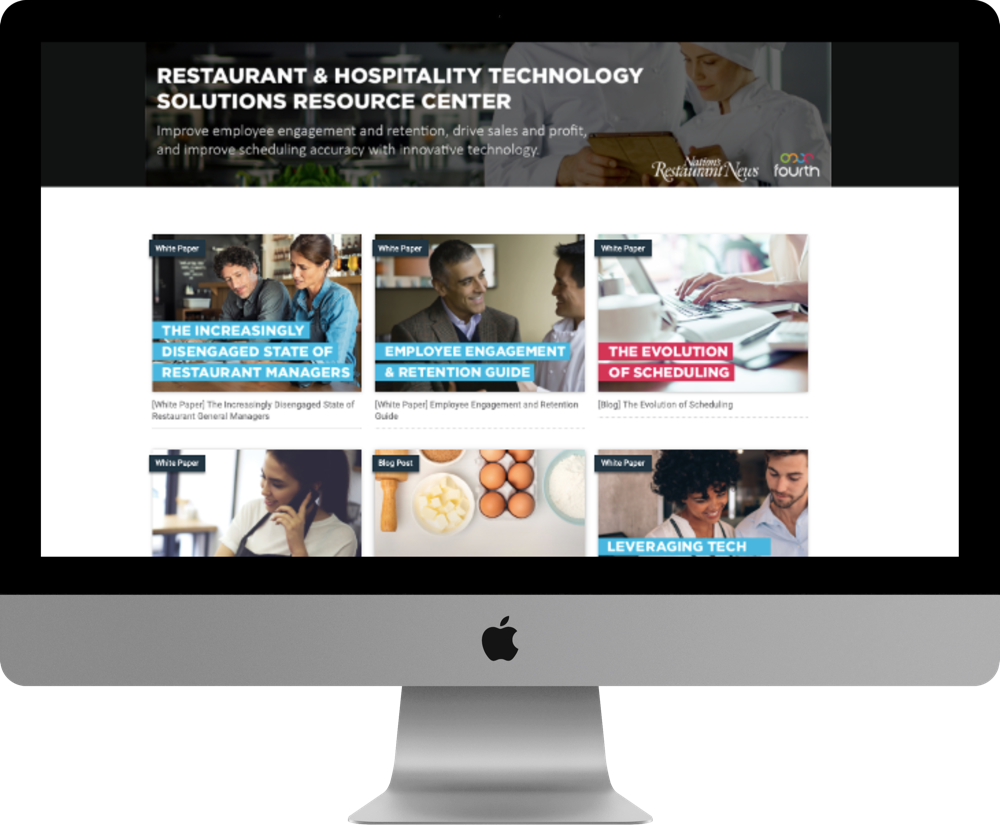 RESTAURANT & HOSPITALITY TECHNOLOGY
SOLUTIONS RESOURCE CENTER
Improve employee engagement and retention, drive sales and profit,
and improve scheduling accuracy with innovative technology.
Nation's
Restaurant News
fourth
White Paper
THE INCREASINGLY
DISENGAGED STATE OF
RESTAURANT MANAGERS
[White Paper] The Increasingly Disengaged State of
Restaurant General Managers
White Paper
EMPLOYEE ENGAGEMENT
& RETENTION GUIDE
[White Paper] Employee Engagement and Retention
Guide
White Paper
THE EVOLUTION
OF SCHEDULING
[Blog] The Evolution of Scheduling
White Paper
Blog Post
White Paper
LEVERAGING TECH